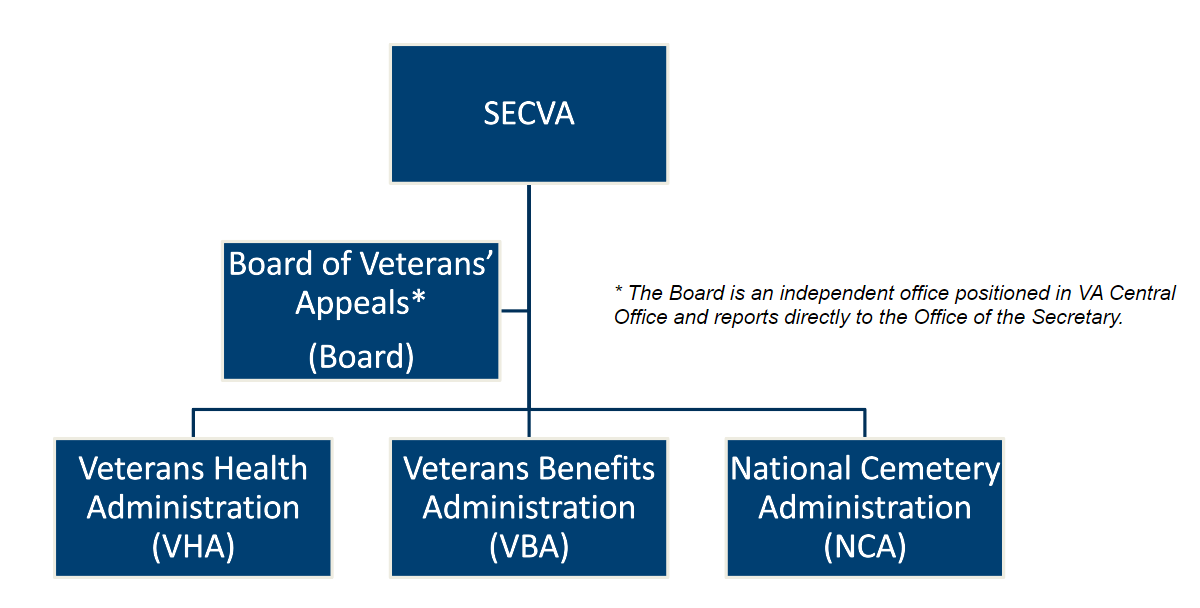 SECVA
Board of Veterans’
Appeals*
(Board)
* The Board is an independent office positioned in VA Central
Office and reports directly to the Office of the Secretary.
Veterans Health
Administration
(VHA)
Veterans Benefits
Administration
(VBA)
National Cemetery
Administration
(NCA)